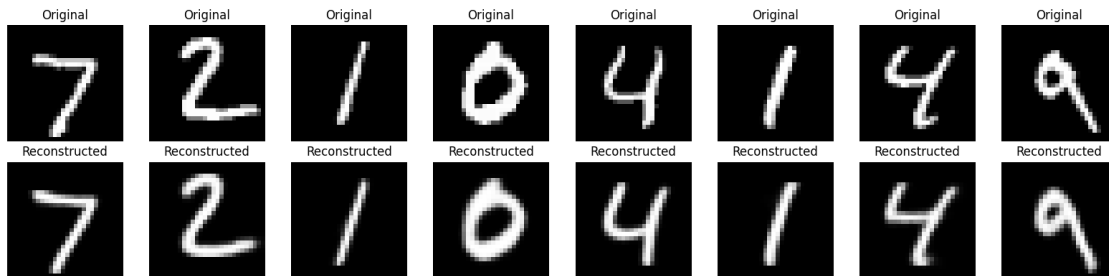 Original Original Original Original Original Original Original Original
7 2 1 0 4 1 4 9
Reconstructed Reconstructed Reconstructed Reconstructed Reconstructed Reconstructed Reconstructed Reconstructed
7 2 1 0 4 1 4 9